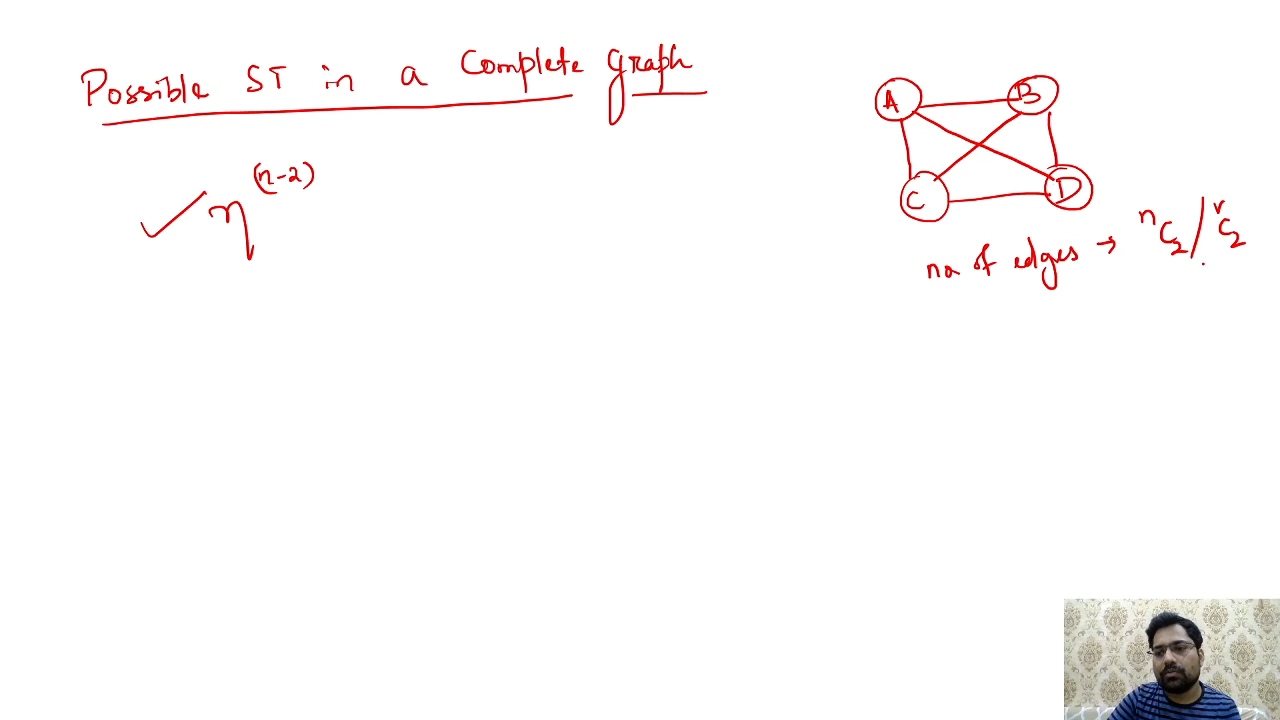 Possible ST in a Complete graph
n^(n-2)
A
B
C
D
no of edges → ⁿC₂ / ᵛC₂